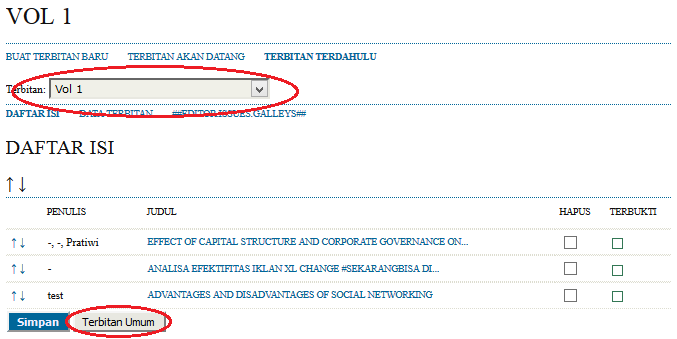 VOL 1
BUAT TERBITAN BARU TERBITAN AKAN DATANG TERBITAN TERDAHULU
Terbitan: Vol 1
DAFTAR ISI DATA TERBITAN ##EDITOR.ISSUES.GALLEYS##
DAFTAR ISI
↑↓
PENULIS JUDUL HAPUS TERBUKTI
↑↓ -, -, Pratiwi EFFECT OF CAPITAL STRUCTURE AND CORPORATE GOVERNANCE ON...
↑↓ - ANALISA EFEKTIFITAS IKLAN XL CHANGE #SEKARANGBISA DI...
↑↓ test ADVANTAGES AND DISADVANTAGES OF SOCIAL NETWORKING
Simpan Terbitan Umum